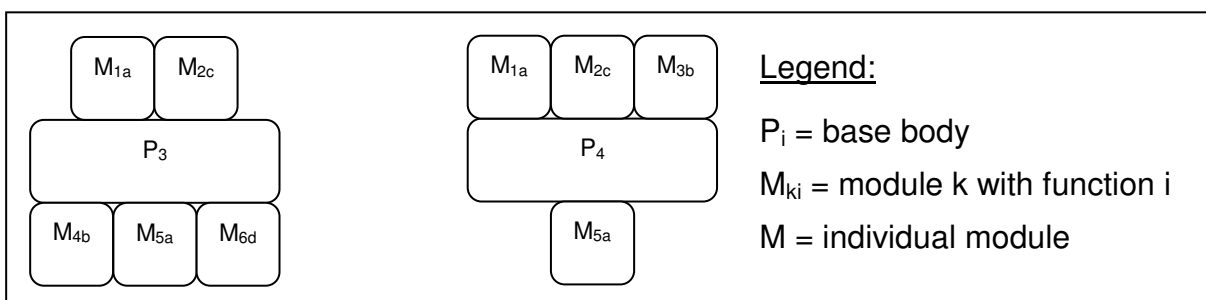 M1a M2c
P3
M4b M5a M6d
M1a M2c M3b
P4
M5a
Legend:
Pi = base body
Mki = module k with function i
M = individual module